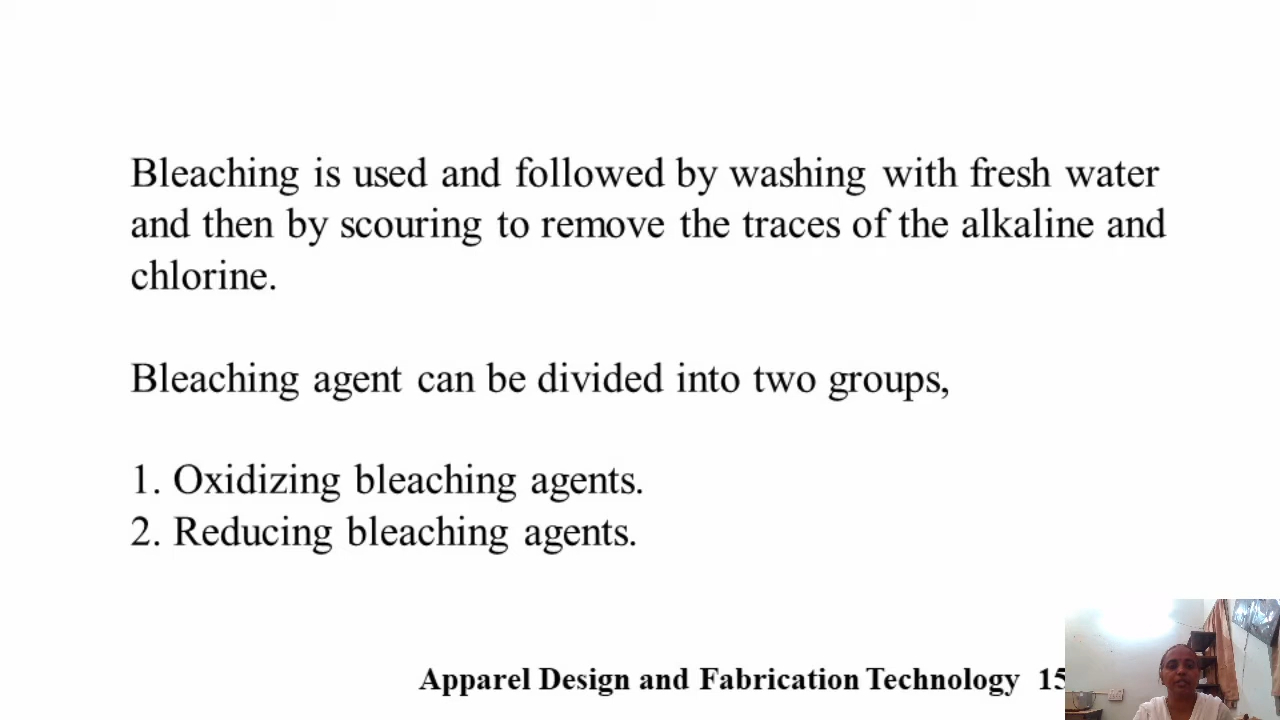 Bleaching is used and followed by washing with fresh water
and then by scouring to remove the traces of the alkaline and
chlorine.
Bleaching agent can be divided into two groups,
1. Oxidizing bleaching agents.
2. Reducing bleaching agents.
Apparel Design and Fabrication Technology 15